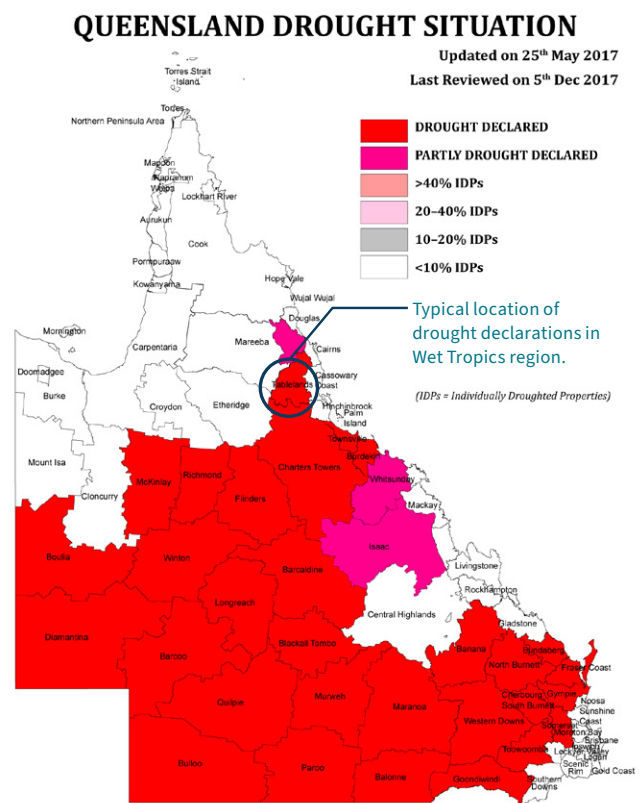 QUEENSLAND DROUGHT SITUATION
Updated on 25th May 2017
Last Reviewed on 5th Dec 2017
Torres Strait
Island
Torres
Northern Peninsula Area
DROUGHT DECLARED
PARTLY DROUGHT DECLARED
>40% IDPs
20–40% IDPs
10–20% IDPs
<10% IDPs
Mapoon
Napranum
Lockhart River
Aurukun
Cook
Pormpuraaw
Kowanyama
Hope Vale
Wujal Wujal
Douglas
Typical location of
drought declarations in
Wet Tropics region.
Mornington
Carpentaria
Mareeba
Cairns
Doomadgee
Burke
Croydon
Etheridge
Tablelands
Cassowary
Coast
(IDPs = Individually Droughted Properties)
Hinchinbrook
Palm
Island
Townsville
Burdekin
Mount Isa
Cloncurry
McKinlay
Richmond
Flinders
Charters Towers
Whitsunday
Mackay
Boulia
Winton
Barcaldine
Isaac
Livingstone
Rockhampton
Longreach
Central Highlands
Gladstone
Diamantina
Barcoo
Blackall Tambo
Banana
North Burnett
Bundaberg
Fraser Coast
Quilpie
Murweh
Maranoa
Cherbourg
South Burnett
Gympie
Noosa
Sunshine
Coast
Western Downs
Somerset
Moreton Bay
Brisbane
Ipswich
Logan
Lockyer Valley
Toowoomba
Scenic
Rim
Gold Coast
Bulloo
Paroo
Balonne
Goondiwindi
Southern
Downs